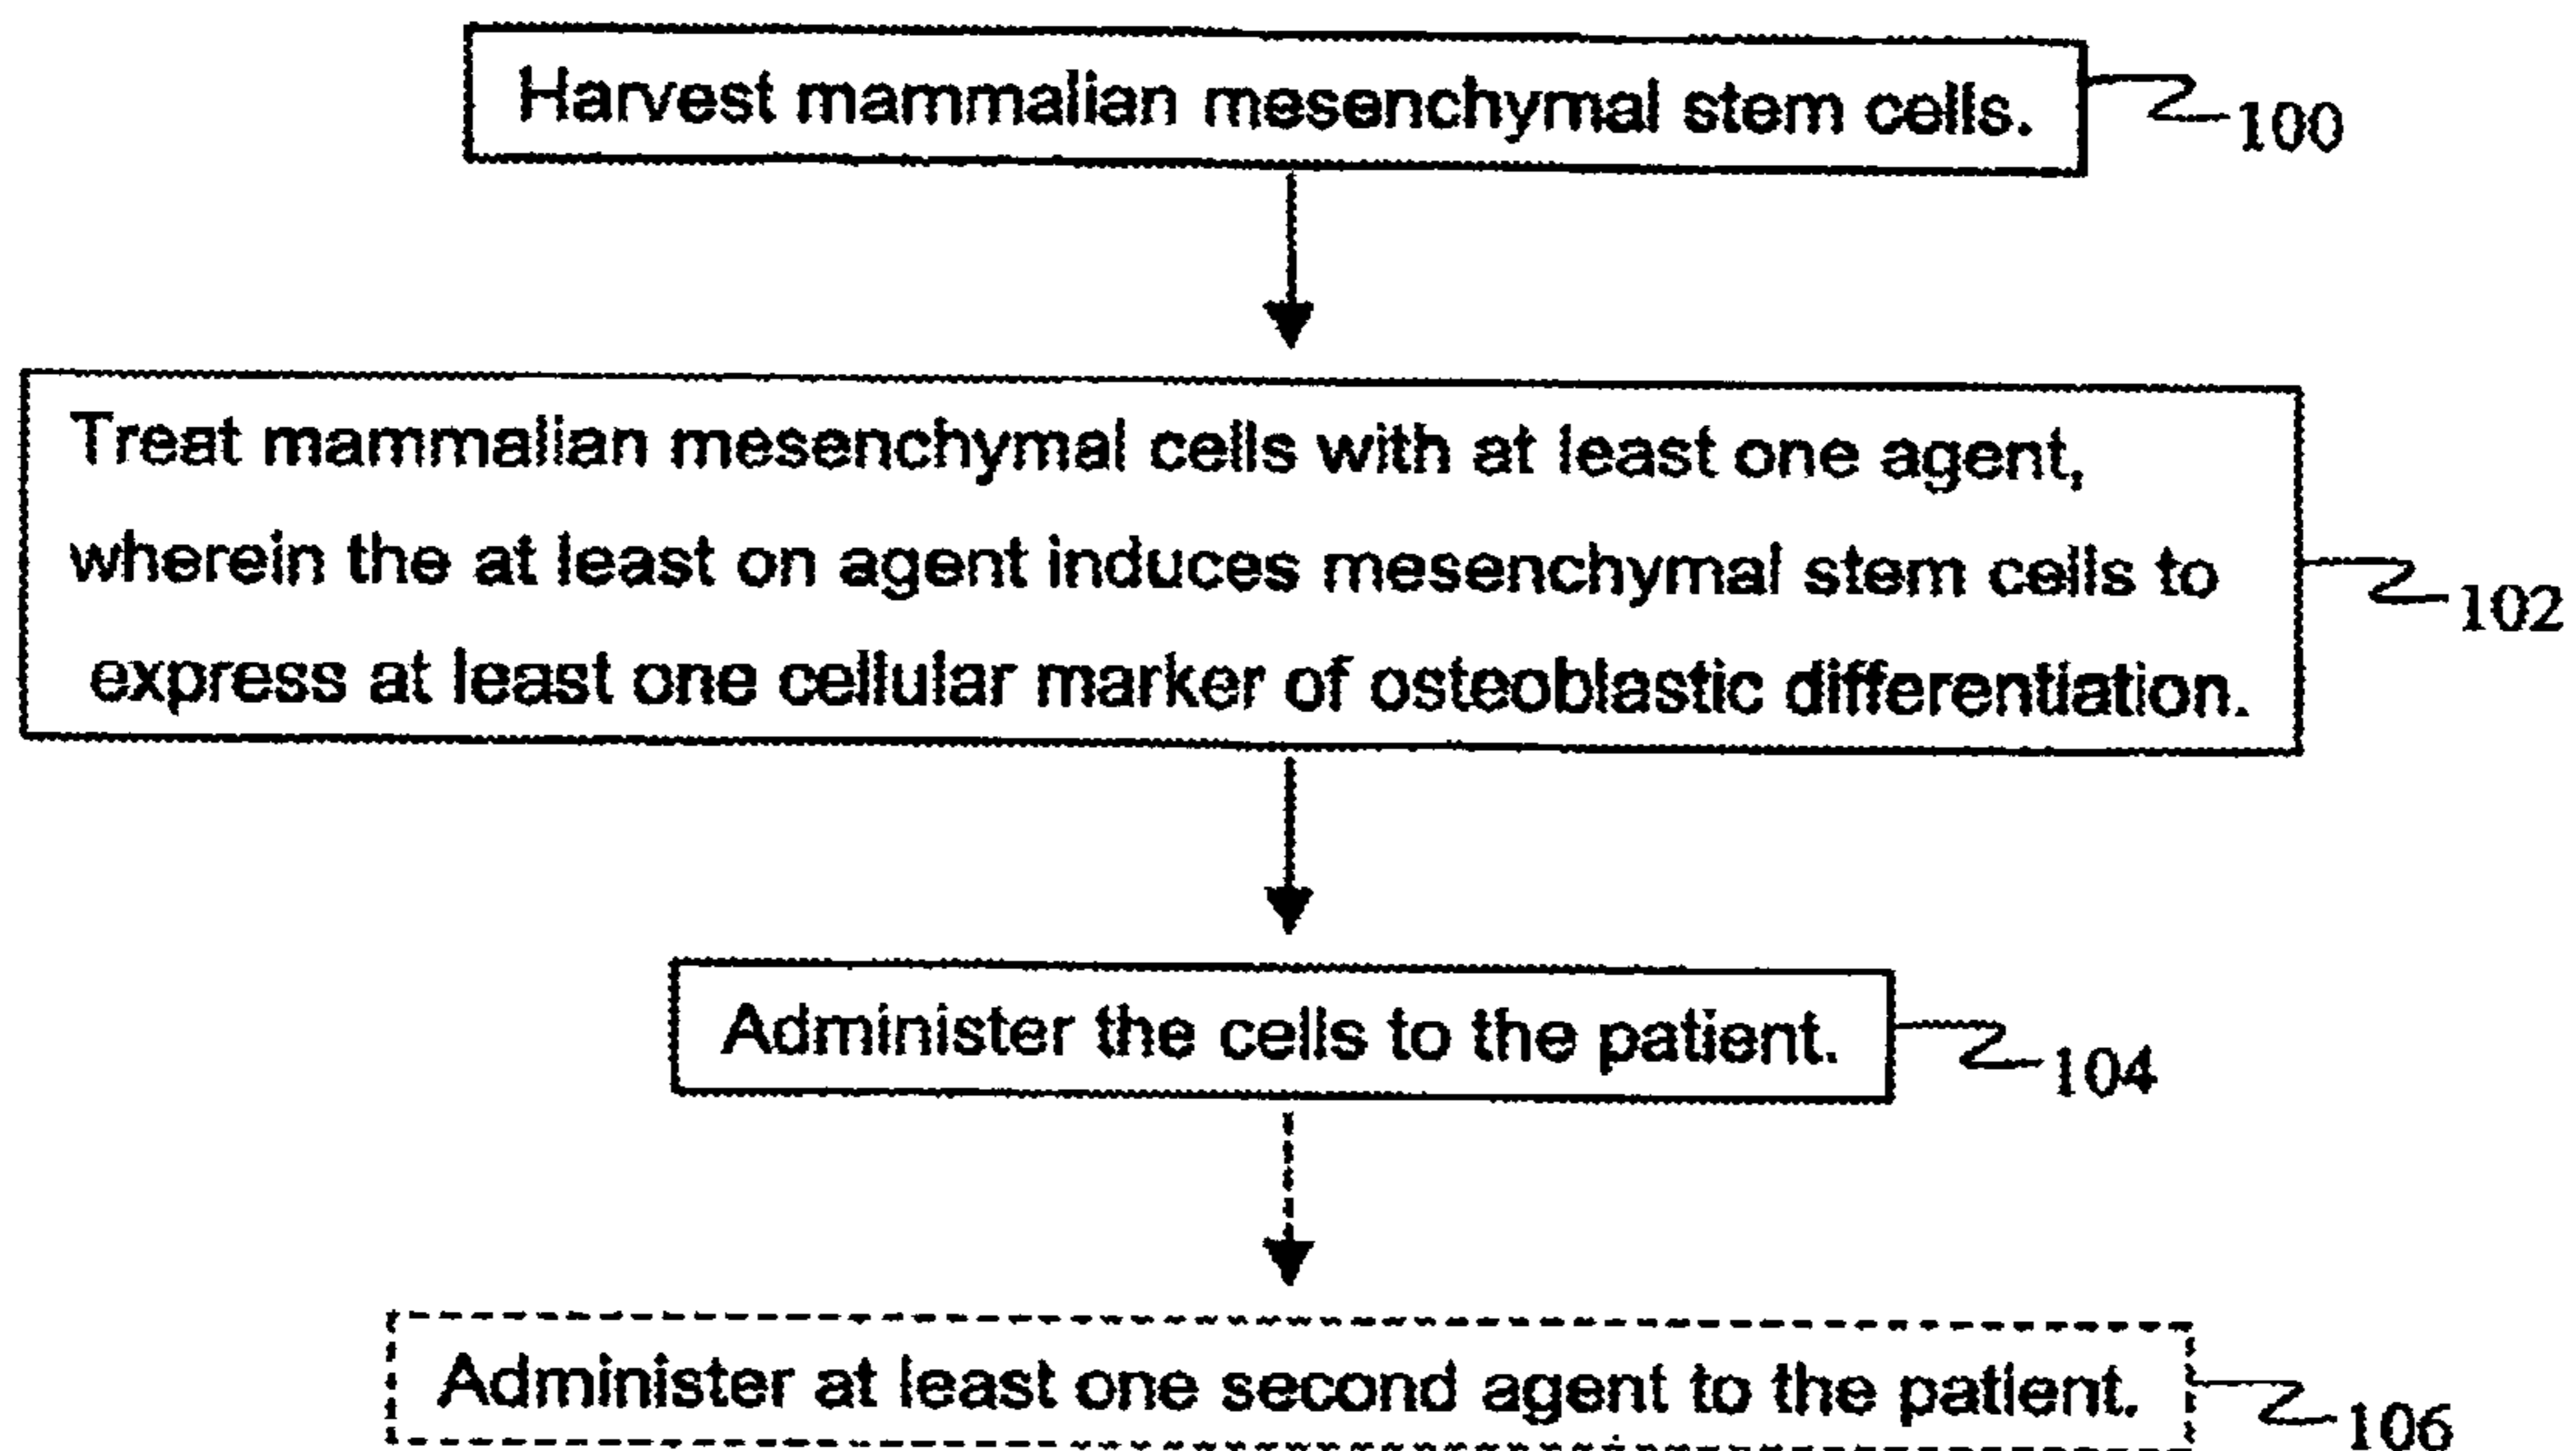 Harvest mammalian mesenchymal stem cells.
100
Treat mammalian mesenchymal cells with at least one agent,
wherein the at least on agent induces mesenchymal stem cells to
102
express at least one cellular marker of osteoblastic differentiation.
Administer the cells to the patient.
104
Administer at least one second agent to the patient.
106